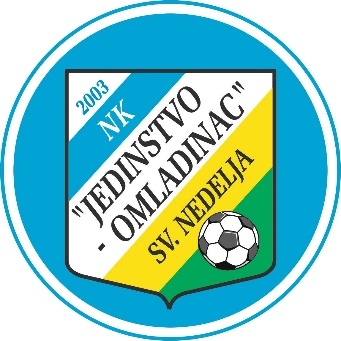 2003
NK
"JEDINSTVO
- OMLADINAC"
SV. NEDELJA